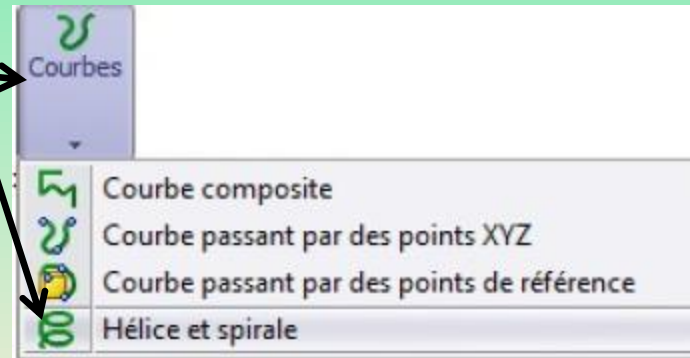 Courbes
Courbe composite
Courbe passant par des points XYZ
Courbe passant par des points de référence
Hélice et spirale